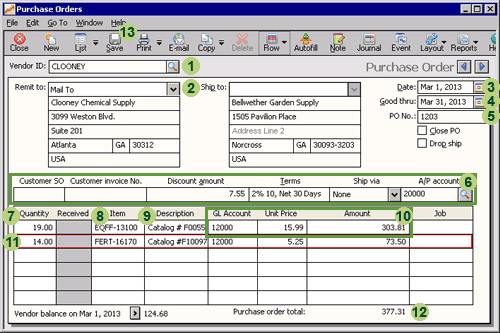 Purchase Orders
File Edit Go To Window Help
13
Close New List Save Print E-mail Copy Delete Row Autofill Note Journal Event Layout Reports
Vendor ID: CLOONEY 1 Purchase Order
Remit to: Mail To 2 Ship to: Date: Mar 1, 2013 3
Clooney Chemical Supply Bellwether Garden Supply Good thru: Mar 31, 2013 4
3099 Weston Blvd. 1505 Pavilion Place PO No.: 1203 5
Suite 201 Address Line 2 Close PO
Atlanta GA 30312 Norcross GA 30093-3203 Drop ship
USA USA
Customer SO Customer invoice No. Discount amount Terms Ship via A/P account 6
7.55 2% 10, Net 30 Days None 20000
7 Quantity Received 8 Item 9 Description GL Account Unit Price Amount 10 Job
19.00 EQFF-13100 Catalog # F0055 12000 15.99 303.81
11 14.00 FERT-16170 Catalog #F10097 12000 5.25 73.50
Vendor balance on Mar 1, 2013 124.68 Purchase order total: 377.31 12